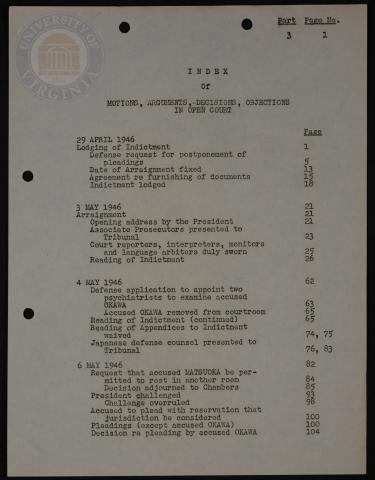 UNIVERSITY OF VIRGINIA
Part Page No.
3 1
INDEX
Of
MOTIONS, ARGUMENTS, DECISIONS, OBJECTIONS
IN OPEN COURT
Page
29 APRIL 1946
Lodging of Indictment 1
Defense request for postponement of
pleadings 5
Date of Arraignment fixed 13
Agreement re furnishing of documents 15
Indictment lodged 18
3 MAY 1946 21
Arraignment 21
Opening address by the President 21
Associate Prosecutors presented to
Tribunal 23
Court reporters, interpreters, monitors
and language arbiters duly sworn 25
Reading of Indictment 26
4 MAY 1946 62
Defense application to appoint two
psychiatrists to examine accused
OKAWA 63
Accused OKAWA removed from courtroom 65
Reading of Indictment (continued) 65
Reading of Appendices to Indictment
waived 74, 75
Japanese defense counsel presented to
Tribunal 76, 83
6 MAY 1946 82
Request that accused MATSUOKA be per-
mitted to rest in another room 84
Decision adjourned to Chambers 85
President challenged 93
Challenge overruled 98
Accused to plead with reservation that
jurisdiction be considered 100
Pleadings (except accused OKAWA) 100
Decision re pleading by accused OKAWA 104